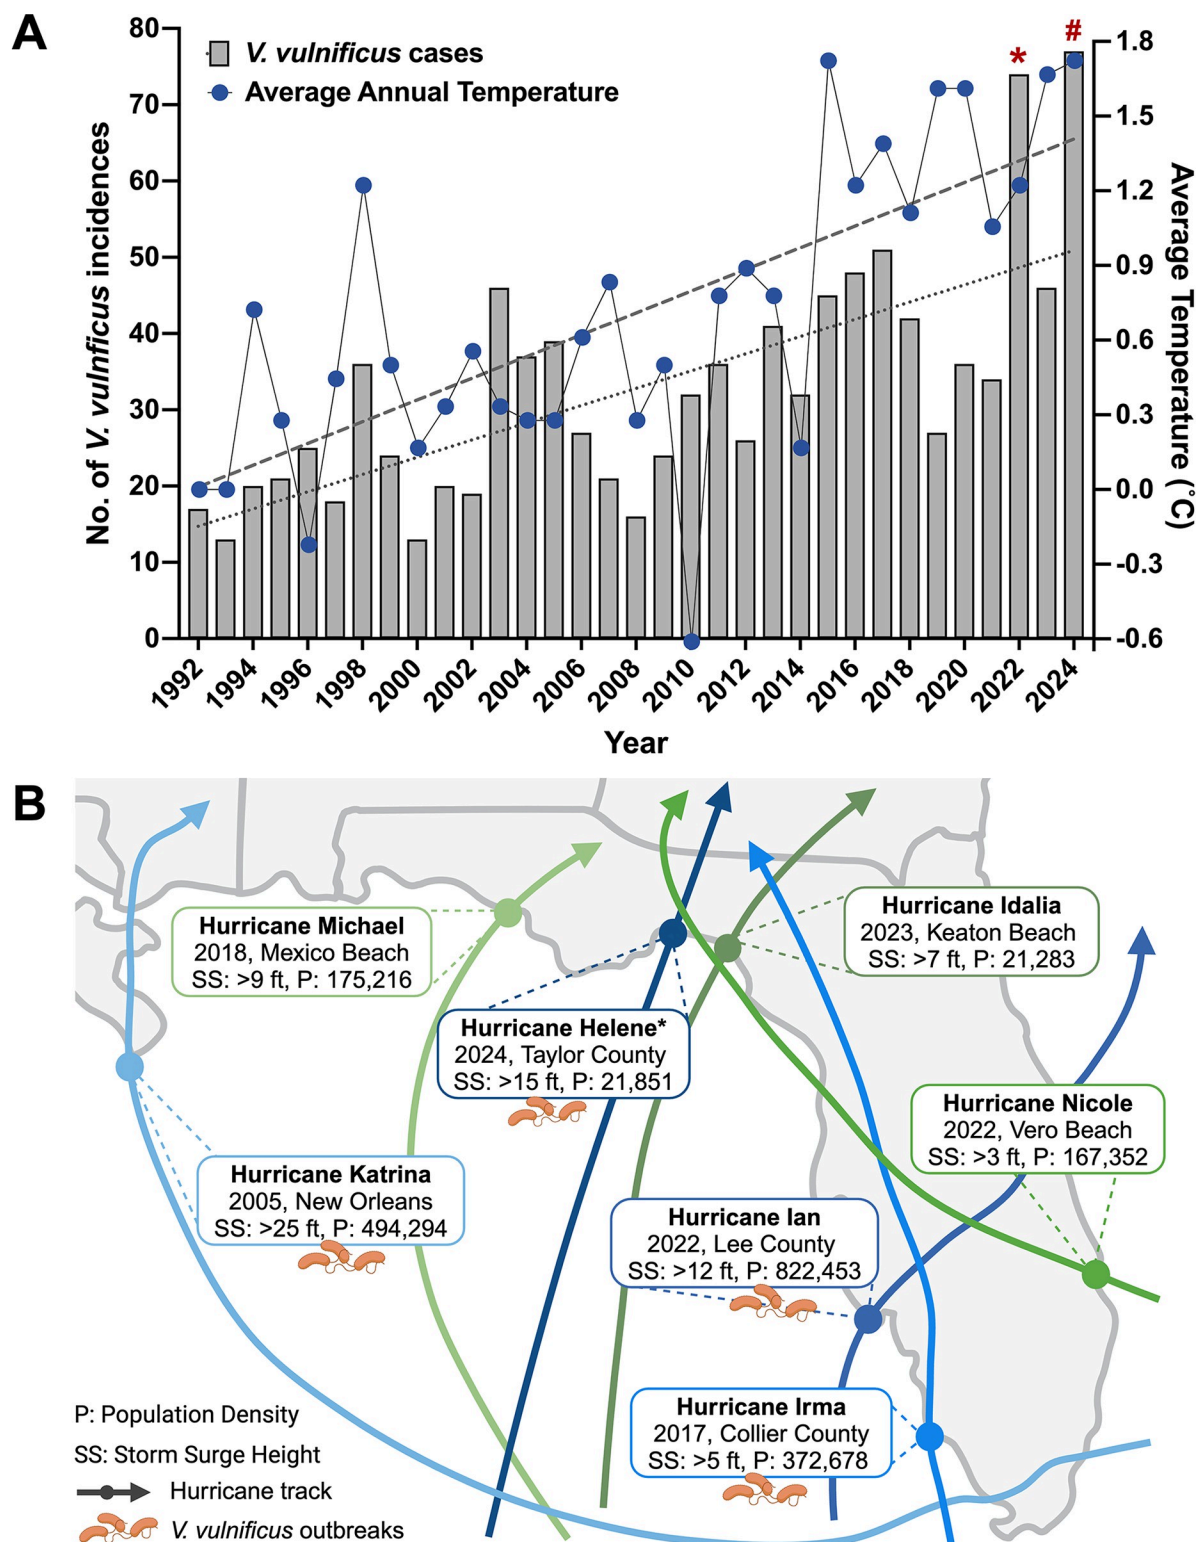 A
V. vulnificus cases
Average Annual Temperature
*
#
No. of V. vulnificus incidences
80
70
60
50
40
30
20
10
0
1.8
1.5
1.2
0.9
0.6
0.3
0.0
-0.3
-0.6
Average Temperature (°C)
1992
1994
1996
1998
2000
2002
2004
2006
2008
2010
2012
2014
2016
2018
2020
2022
2024
Year
B
Hurricane Michael
2018, Mexico Beach
SS: >9 ft, P: 175,216
Hurricane Idalia
2023, Keaton Beach
SS: >7 ft, P: 21,283
Hurricane Helene*
2024, Taylor County
SS: >15 ft, P: 21,851
Hurricane Nicole
2022, Vero Beach
SS: >3 ft, P: 167,352
Hurricane Katrina
2005, New Orleans
SS: >25 ft, P: 494,294
Hurricane Ian
2022, Lee County
SS: >12 ft, P: 822,453
Hurricane Irma
2017, Collier County
SS: >5 ft, P: 372,678
P: Population Density
SS: Storm Surge Height
Hurricane track
V. vulnificus outbreaks